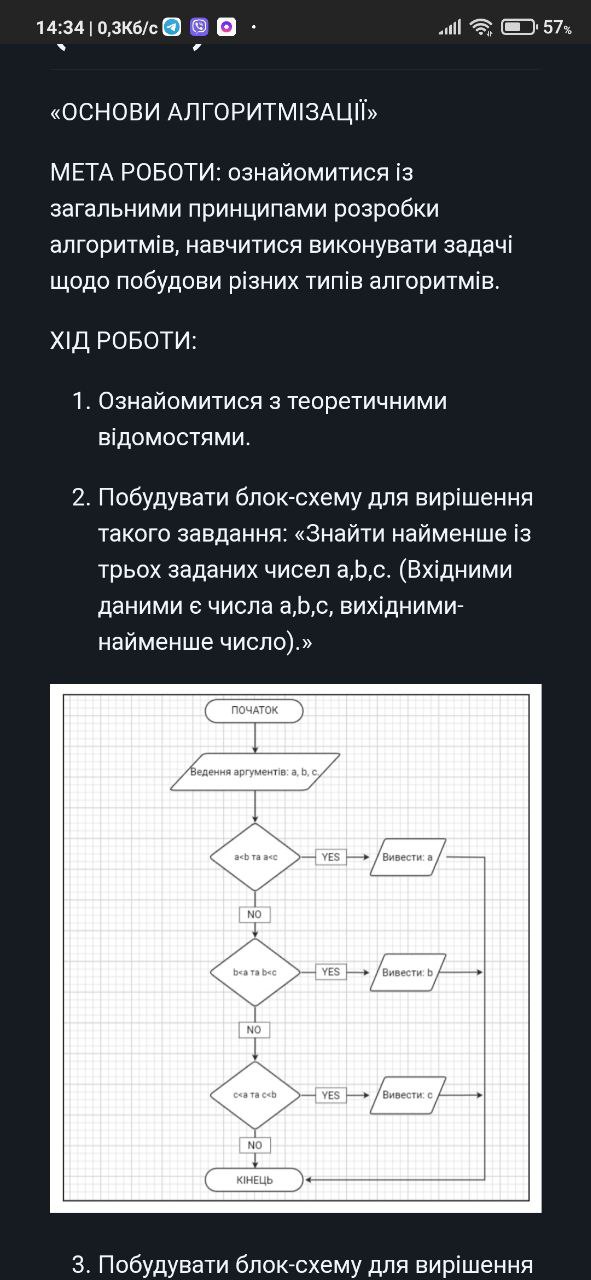 14:34 | 0,3Кб/с
57%
«ОСНОВИ АЛГОРИТМІЗАЦІЇ»
МЕТА РОБОТИ: ознайомитися із
загальними принципами розробки
алгоритмів, навчитися виконувати задачі
щодо побудови різних типів алгоритмів.
ХІД РОБОТИ:
1. Ознайомитися з теоретичними
відомостями.
2. Побудувати блок-схему для вирішення
такого завдання: «Знайти найменше із
трьох заданих чисел a,b,c. (Вхідними
даними є числа a,b,c, вихідними-
найменше число).»
ПОЧАТОК
Ведення аргументів: a, b, c.
a<b та a<c
YES
Вивести: a
NO
b<a та b<c
YES
Вивести: b
NO
c<a та c<b
YES
Вивести: c
NO
КІНЕЦЬ
3. Побудувати блок-схему для вирішення